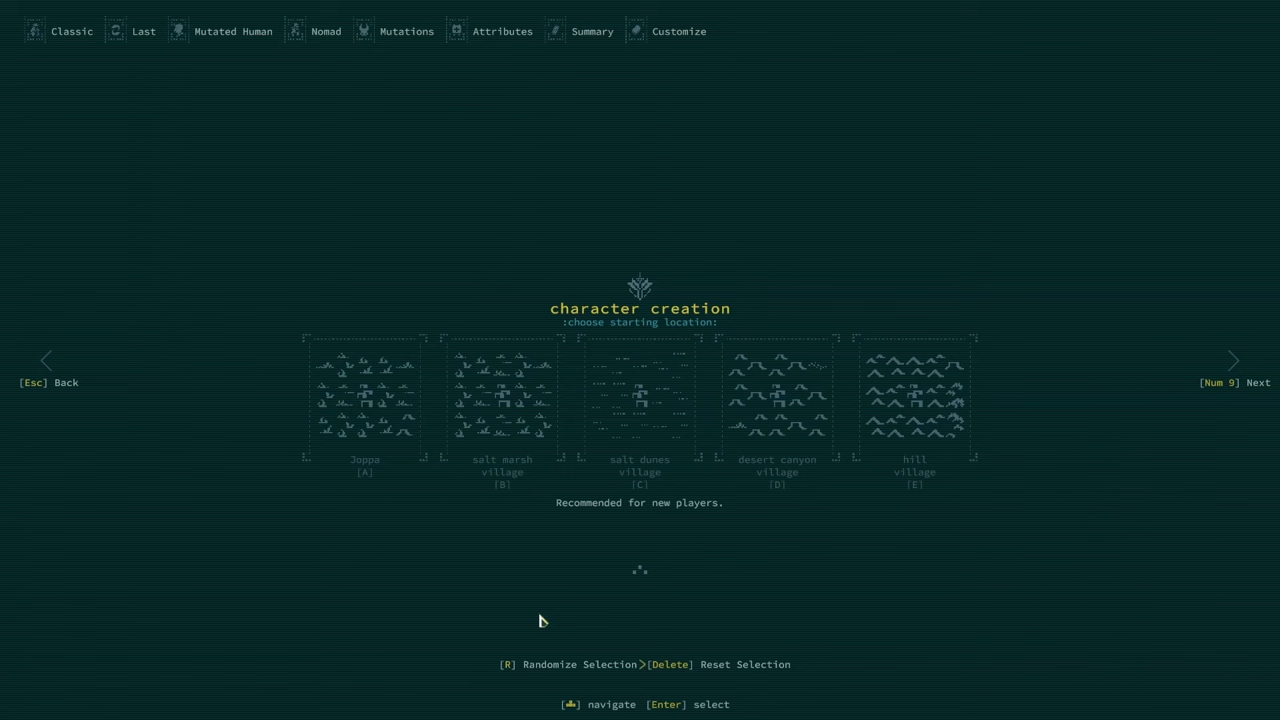 Classic Last Mutated Human Nomad Mutations Attributes Summary Customize
character creation
:choose starting location:
[Esc] Back
[Num 9] Next
Joppa
[A]
salt marsh
village
[B]
salt dunes
village
[C]
desert canyon
village
[D]
hill
village
[E]
Recommended for new players.
[R] Randomize Selection
[Delete] Reset Selection
navigate [Enter] select